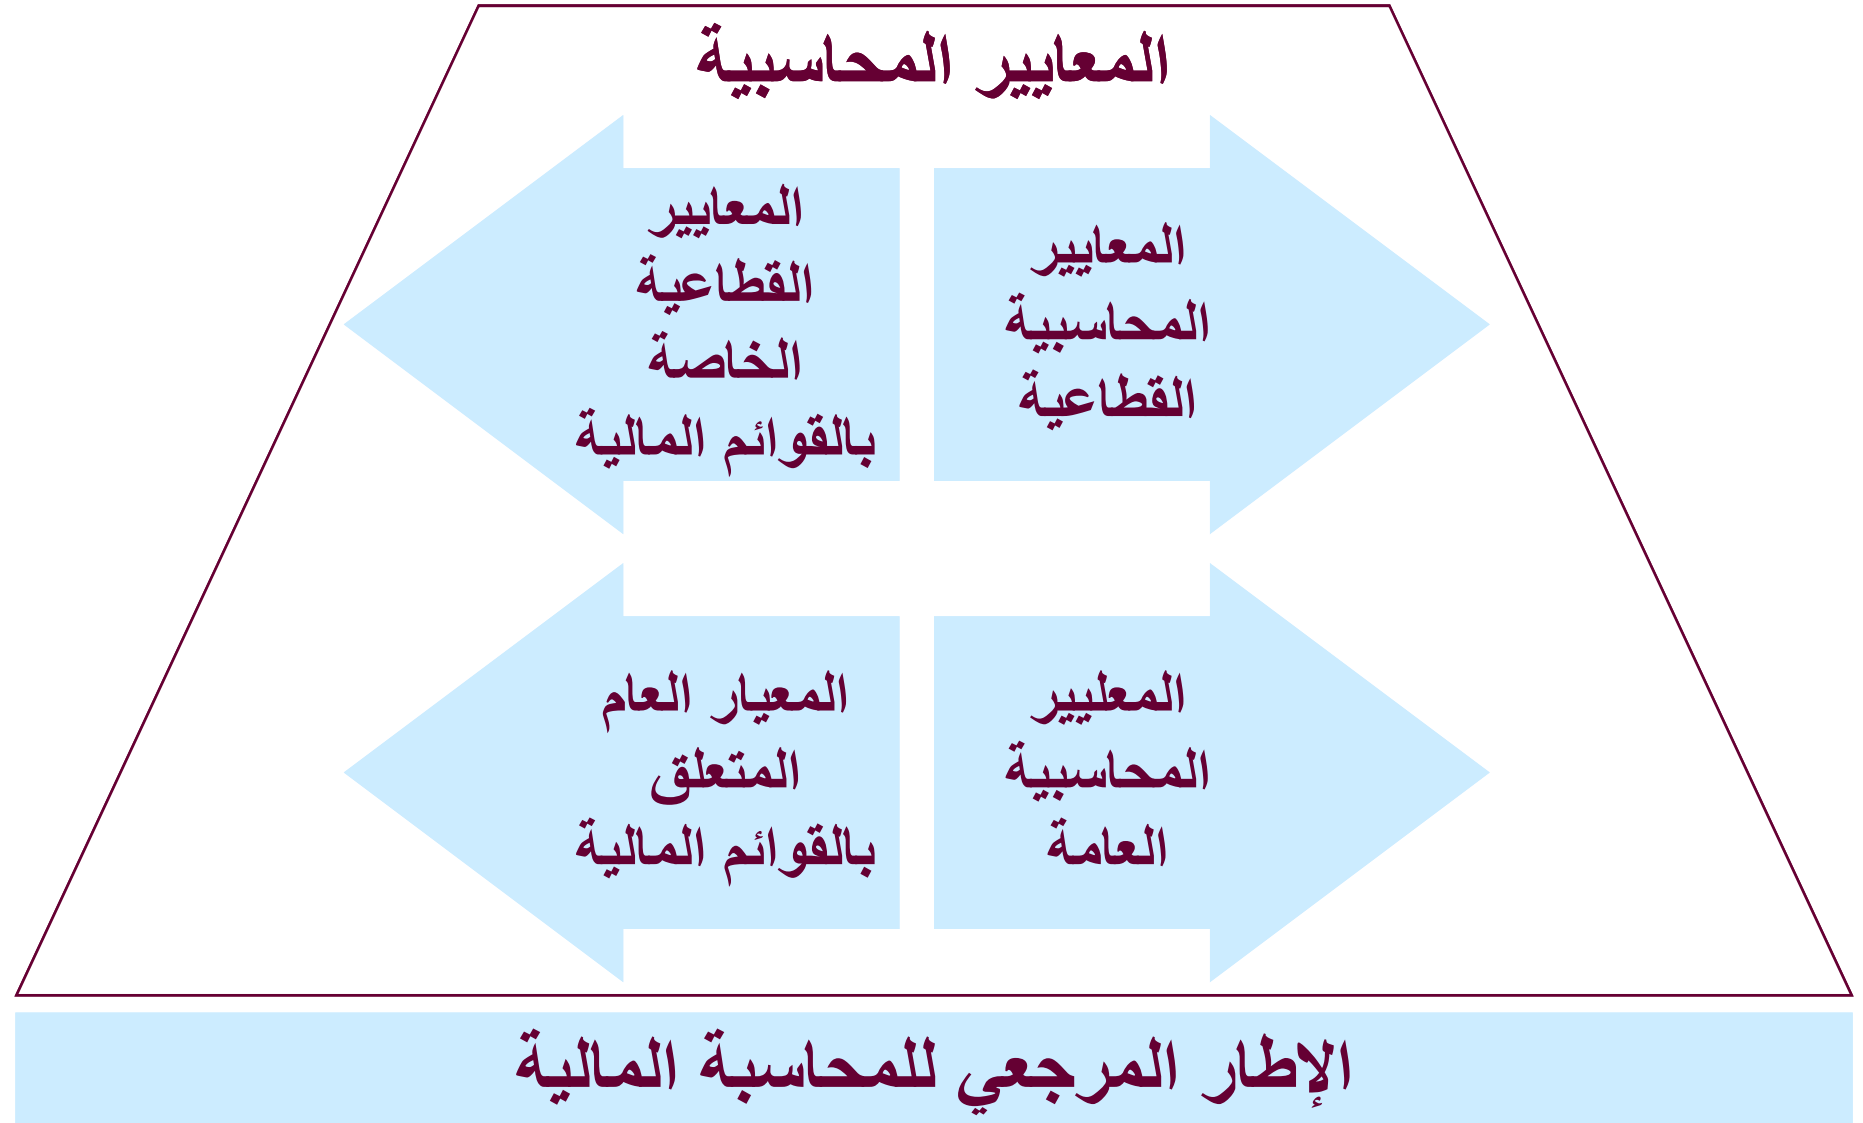 المعايير المحاسبية
المعايير
المحاسبية
القطاعية
المعايير
القطاعية
الخاصة
بالقوائم المالية
المعليير
المحاسبية
العامة
المعيار العام
المتعلق
بالقوائم المالية
الإطار المرجعي للمحاسبة المالية